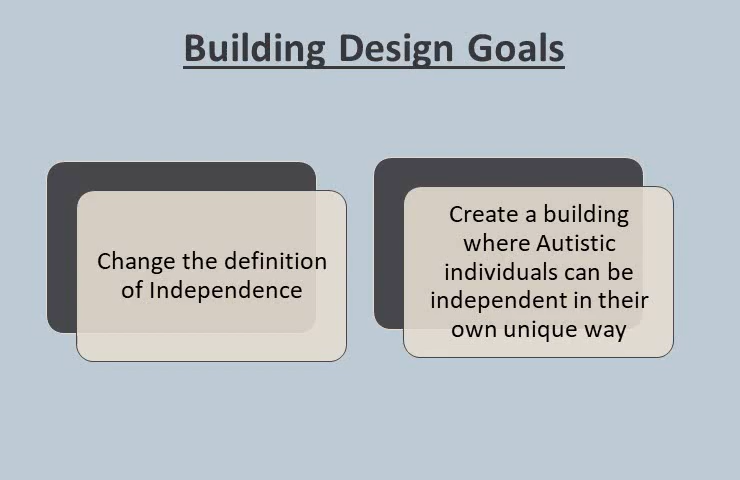 Building Design Goals
Change the definition
of Independence
Create a building
where Autistic
individuals can be
independent in their
own unique way